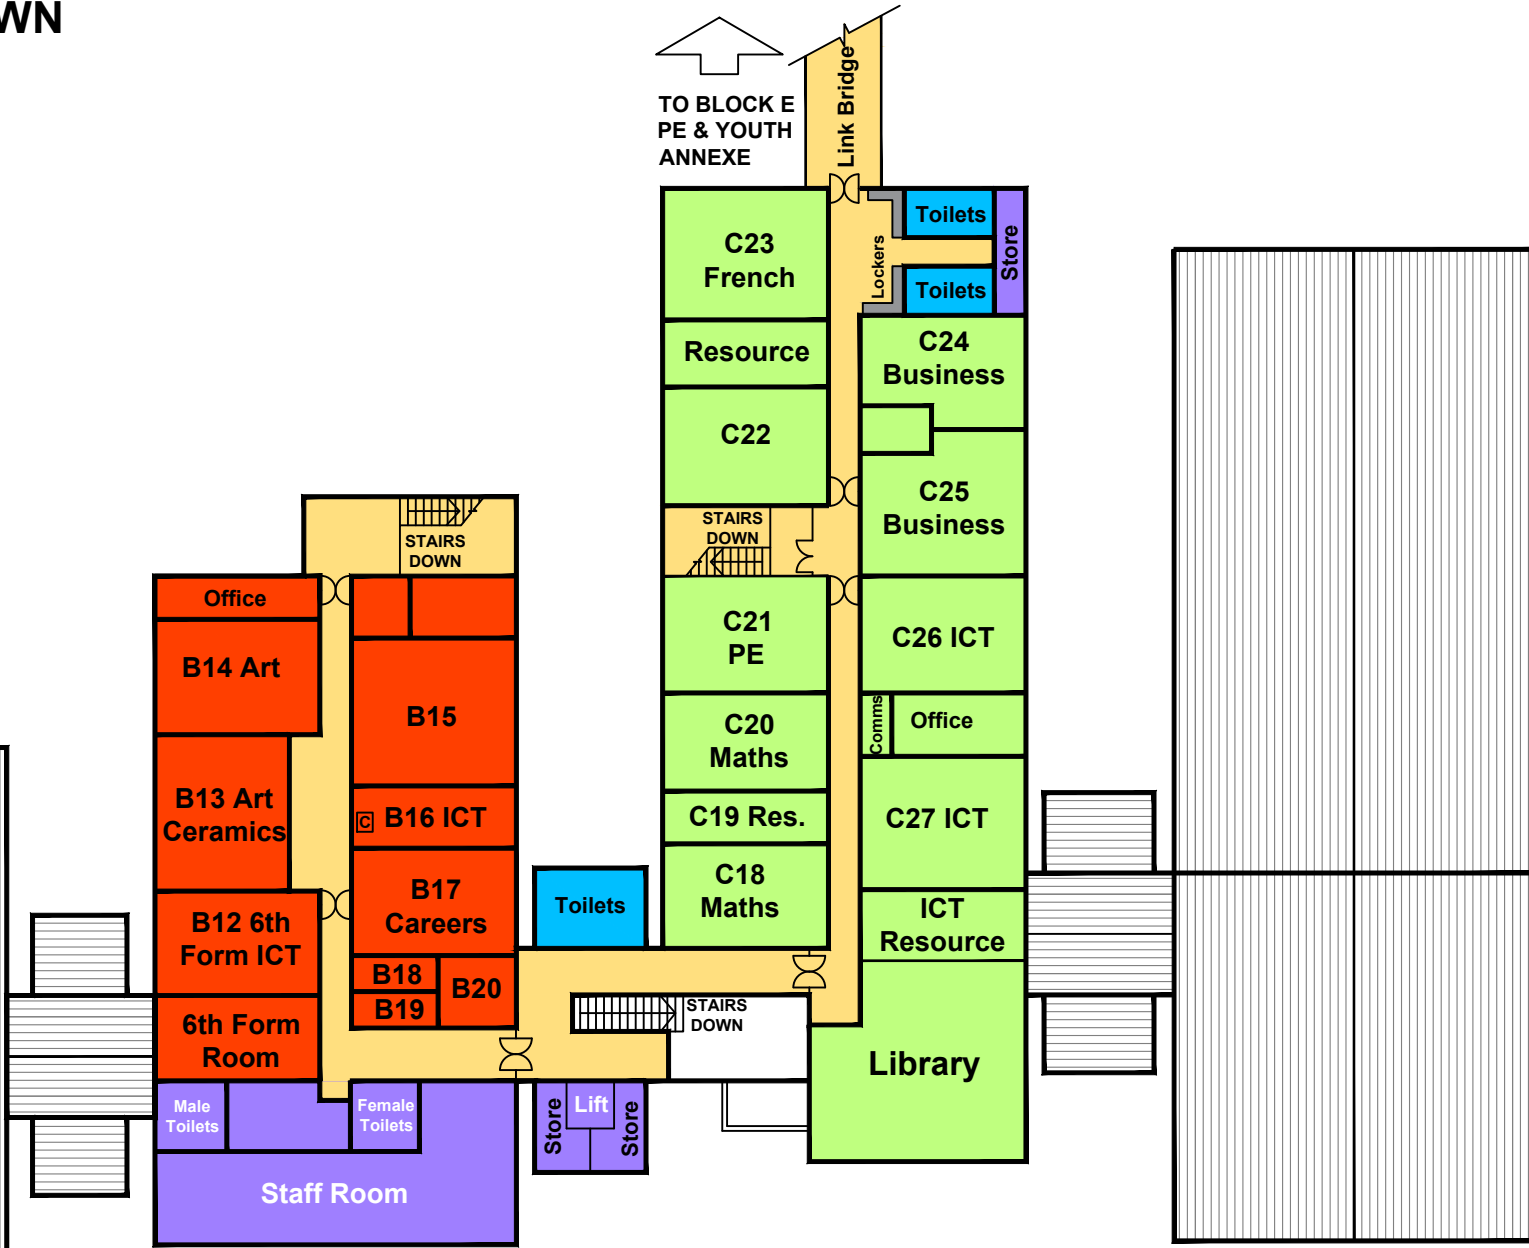 WN
TO BLOCK E
PE & YOUTH
ANNEXE
Link Bridge
C23
French
Lockers
Toilets
Store
Toilets
Resource
C24
Business
C22
C25
Business
STAIRS
DOWN
STAIRS
DOWN
Office
B14 Art
B15
C21
PE
C26 ICT
C20
Maths
Comms
Office
B13 Art
Ceramics
C B16 ICT
C19 Res.
C27 ICT
B17
Careers
Toilets
C18
Maths
B12 6th
Form ICT
ICT
Resource
B18
B19
B20
6th Form
Room
STAIRS
DOWN
Library
Male
Toilets
Female
Toilets
Store
Lift
Store
Staff Room